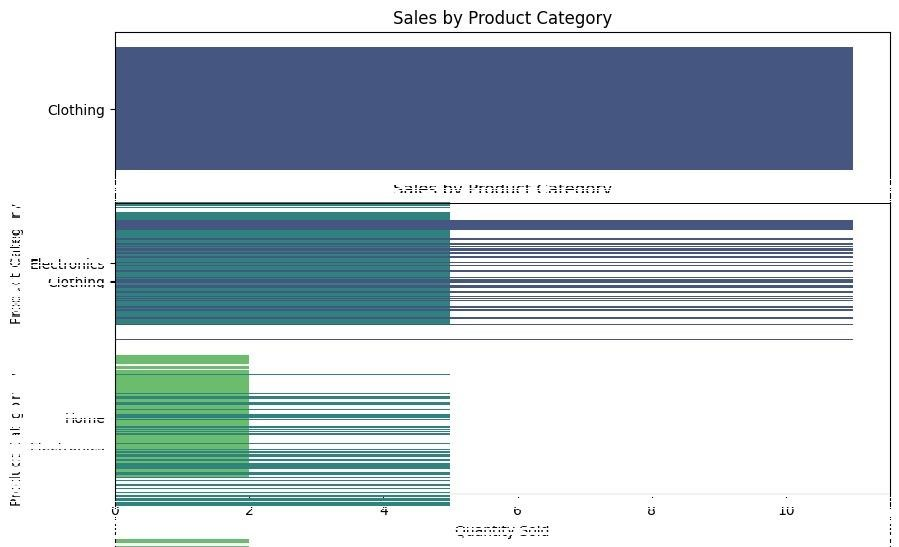 Sales by Product Category
Clothing
Sales by Product Category
Electronics
Clothing
Home
0 2 4 6 8 10
Quantity Sold